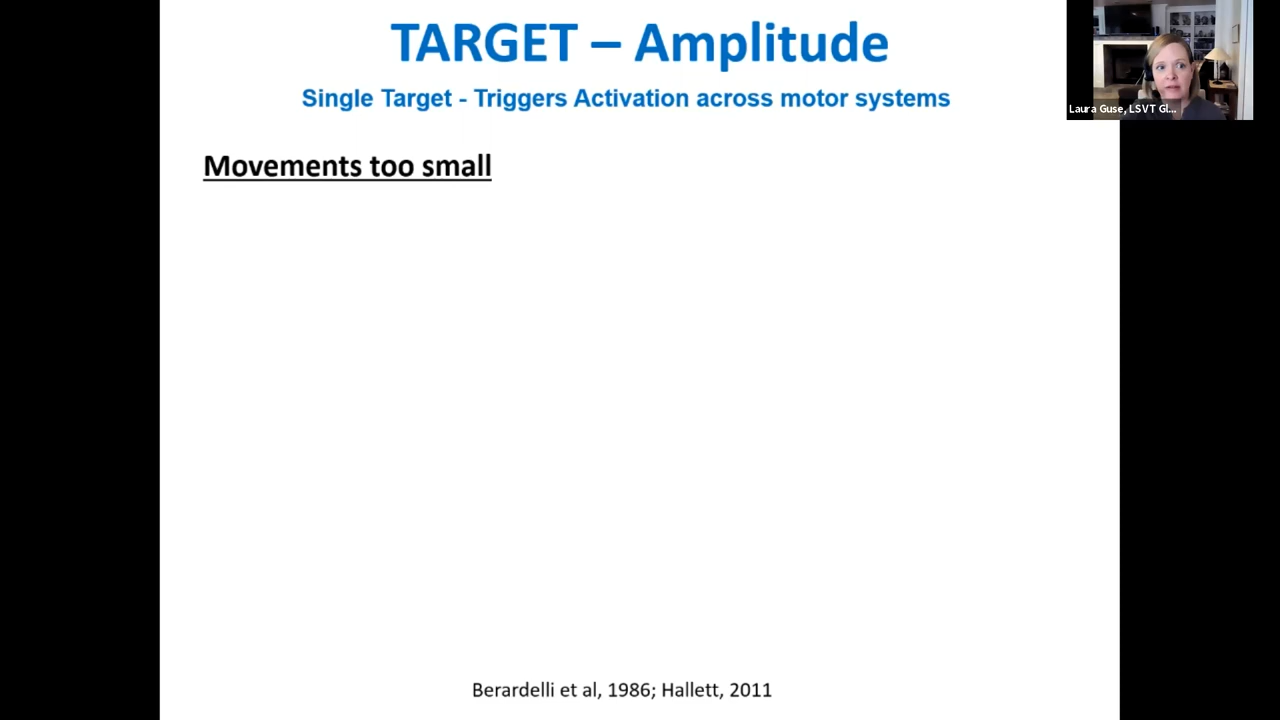 TARGET – Amplitude
Single Target - Triggers Activation across motor systems
Laura Guse, LSVT Gl...
Movements too small
Berardelli et al, 1986; Hallett, 2011